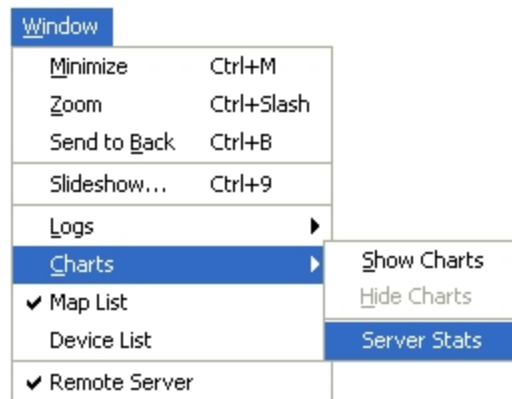 Window
Minimize Ctrl+M
Zoom Ctrl+Slash
Send to Back Ctrl+B
Slideshow... Ctrl+9
Logs
Charts
Show Charts
Hide Charts
Server Stats
Map List
Device List
Remote Server